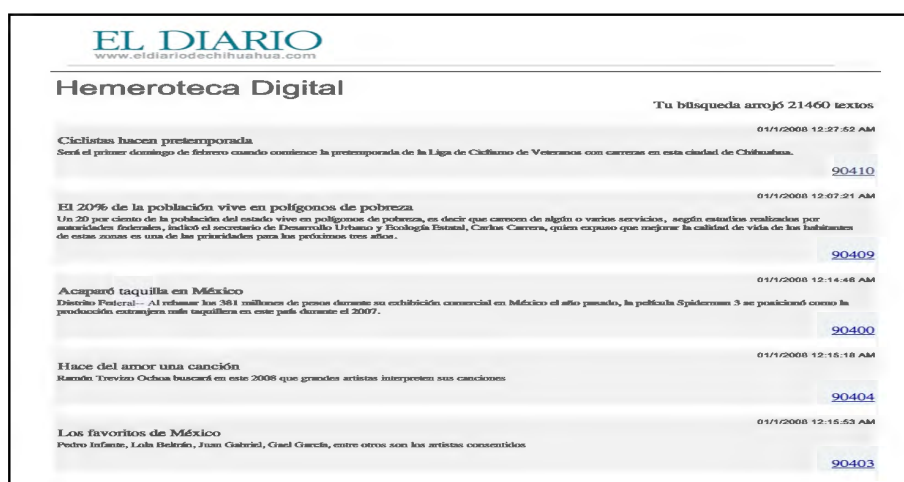 EL DIARIO
www.eldiariodechihuahua.com
Hemeroteca Digital
Tu búsqueda arrojó 21460 textos
01/1/2008 12:27:52 AM
Ciclistas hacen pretemporada
Será el primer domingo de febrero cuando comience la pretemporada de la Liga de Ciclismo de Veteranos con carreras en esta ciudad de Chihuahua.
90410
01/1/2008 12:07:21 AM
El 20% de la población vive en polígonos de pobreza
Un 20 por ciento de la población del estado vive en polígonos de pobreza, es decir que carecen de algún o varios servicios, según estudios realizados por
autoridades federales, indicó el secretario de Desarrollo Urbano y Ecología Estatal, Carlos Carrera, quien expuso que mejorar la calidad de vida de los habitantes
de estas zonas es una de las prioridades para los próximos tres años.
90409
01/1/2008 12:14:46 AM
Acaparó taquilla en México
Distrito Federal-- Al rebasar los 381 millones de pesos durante su exhibición comercial en México el año pasado, la película Spiderman 3 se posicionó como la
producción extranjera más taquillera en este país durante el 2007.
90400
01/1/2008 12:15:18 AM
Hace del amor una canción
Ramón Trevizo Ochoa buscará en este 2008 que grandes artistas interpreten sus canciones
90404
01/1/2008 12:15:53 AM
Los favoritos de México
Pedro Infante, Lola Beltrán, Juan Gabriel, Gael García, entre otros son los artistas consentidos
90403